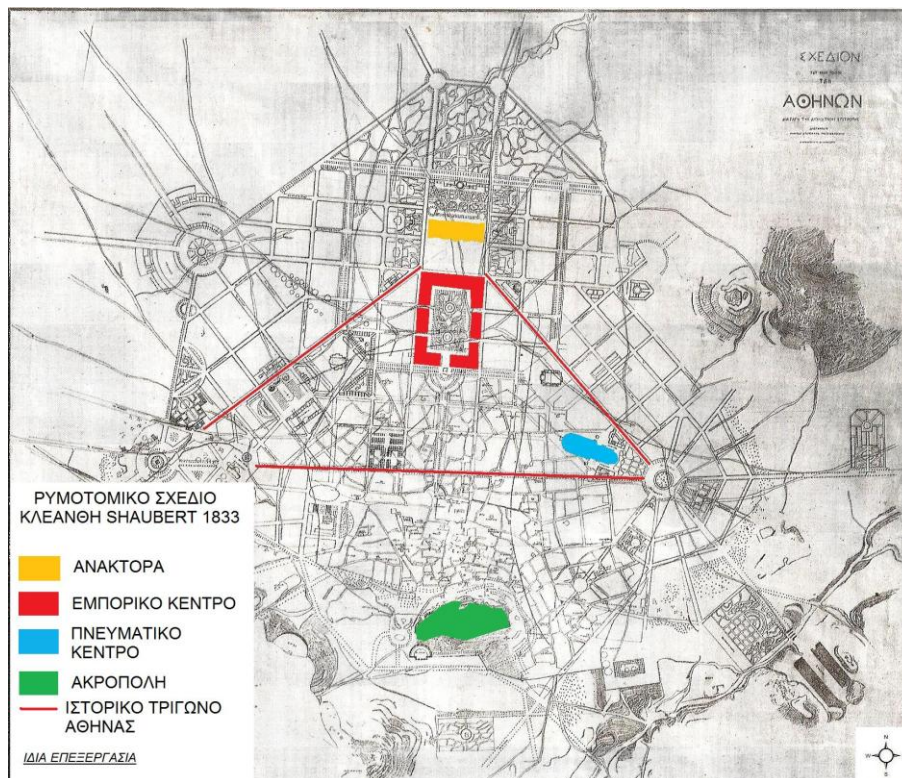 ΣΧΕΔΙΟΝ
ΑΘΗΝΩΝ
ΡΥΜΟΤΟΜΙΚΟ ΣΧΕΔΙΟ
ΚΛΕΑΝΘΗ SHAUBERT 1833
ΑΝΑΚΤΟΡΑ
ΕΜΠΟΡΙΚΟ ΚΕΝΤΡΟ
ΠΝΕΥΜΑΤΙΚΟ
ΚΕΝΤΡΟ
ΑΚΡΟΠΟΛΗ
ΙΣΤΟΡΙΚΟ ΤΡΙΓΩΝΟ
ΑΘΗΝΑΣ
ΙΔΙΑ ΕΠΕΞΕΡΓΑΣΙΑ
N
W
S